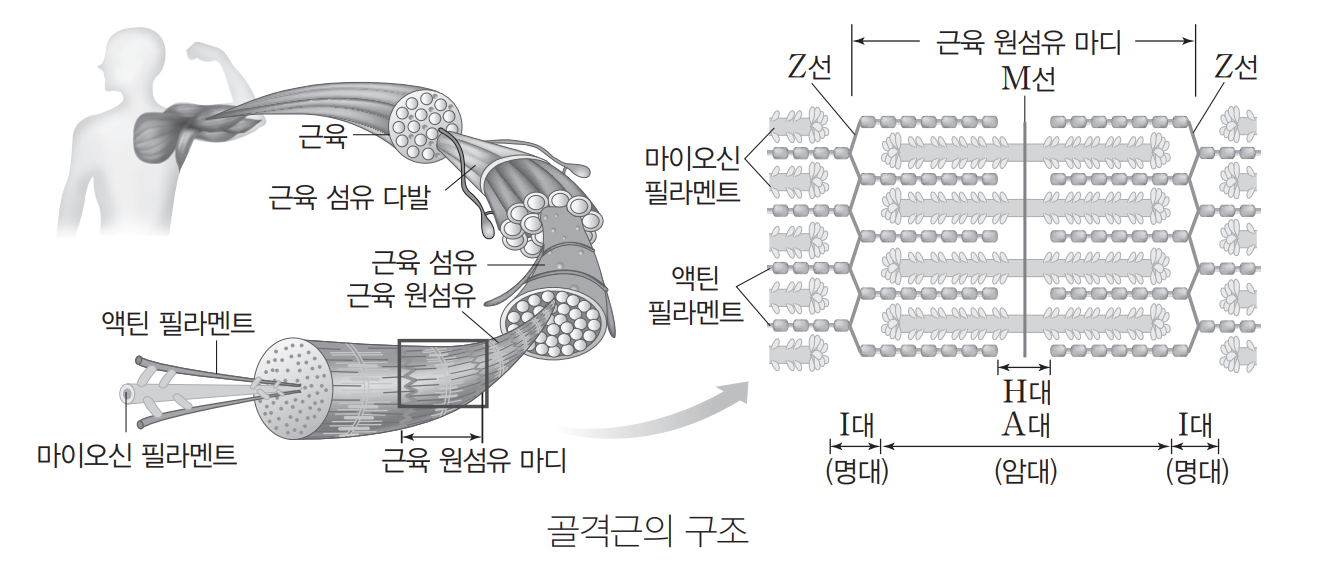 근육
근육 섬유 다발
근육 섬유
근육 원섬유
액틴 필라멘트
마이오신 필라멘트
근육 원섬유 마디
근육 원섬유 마디
Z선
M선
Z선
마이오신
필라멘트
액틴
필라멘트
H대
I대
A대
I대
(명대)
(암대)
(명대)
골격근의 구조